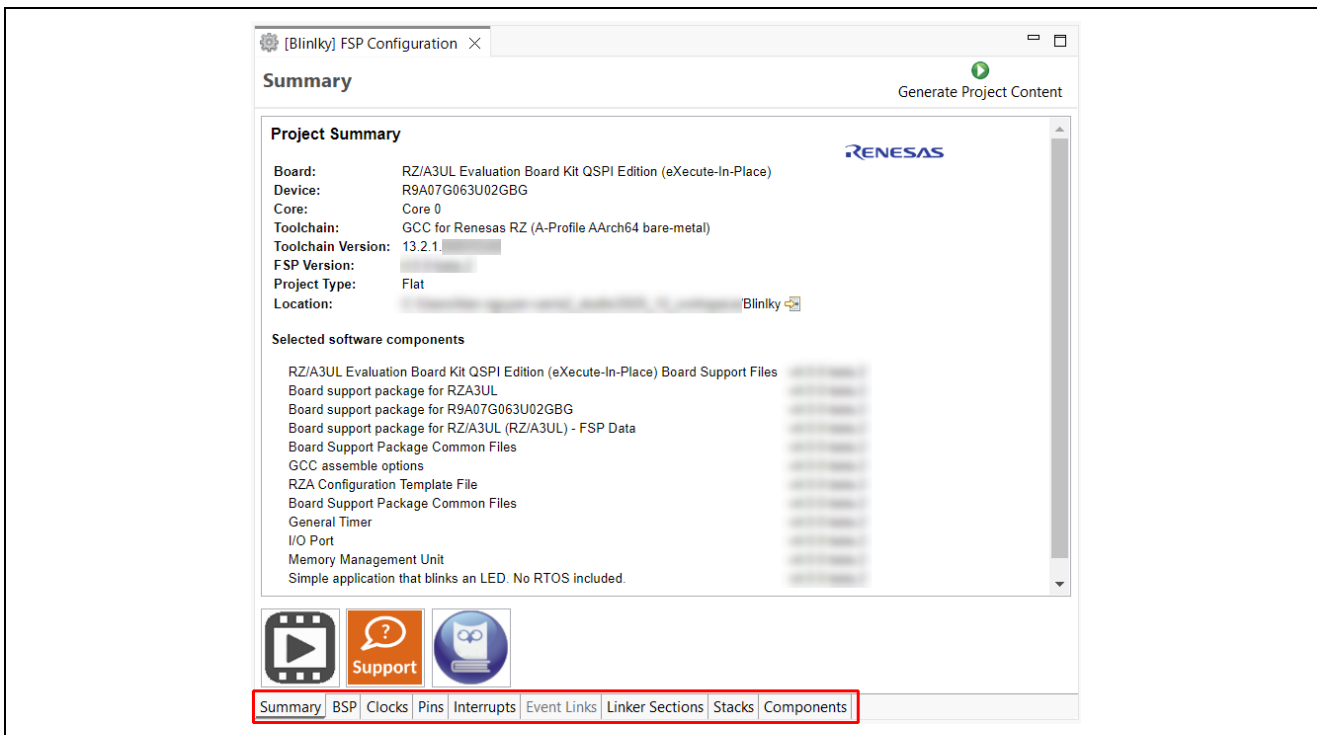 [Blinlky] FSP Configuration
Summary
Generate Project Content
Project Summary
RENESAS
Board: RZ/A3UL Evaluation Board Kit QSPI Edition (eXecute-In-Place)
Device: R9A07G063U02GBG
Core: Core 0
Toolchain: GCC for Renesas RZ (A-Profile AArch64 bare-metal)
Toolchain Version: 13.2.1.
FSP Version:
Project Type: Flat
Location: 'Blinlky
Selected software components
RZ/A3UL Evaluation Board Kit QSPI Edition (eXecute-In-Place) Board Support Files
Board support package for RZA3UL
Board support package for R9A07G063U02GBG
Board support package for RZ/A3UL (RZ/A3UL) - FSP Data
Board Support Package Common Files
GCC assemble options
RZA Configuration Template File
Board Support Package Common Files
General Timer
I/O Port
Memory Management Unit
Simple application that blinks an LED. No RTOS included.
?
Support
Summary BSP Clocks Pins Interrupts Event Links Linker Sections Stacks Components